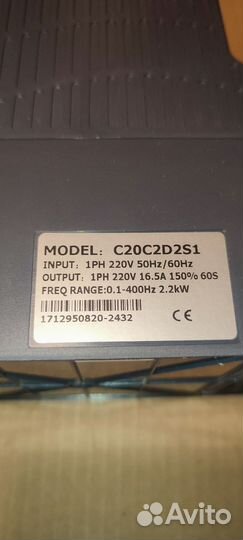 MODEL: C20C2D2S1
INPUT: 1PH 220V 50Hz/60Hz
OUTPUT: 1PH 220V 16.5A 150% 60S
FREQ RANGE:0.1-400Hz 2.2kW
1712950820-2432 CE
Avito